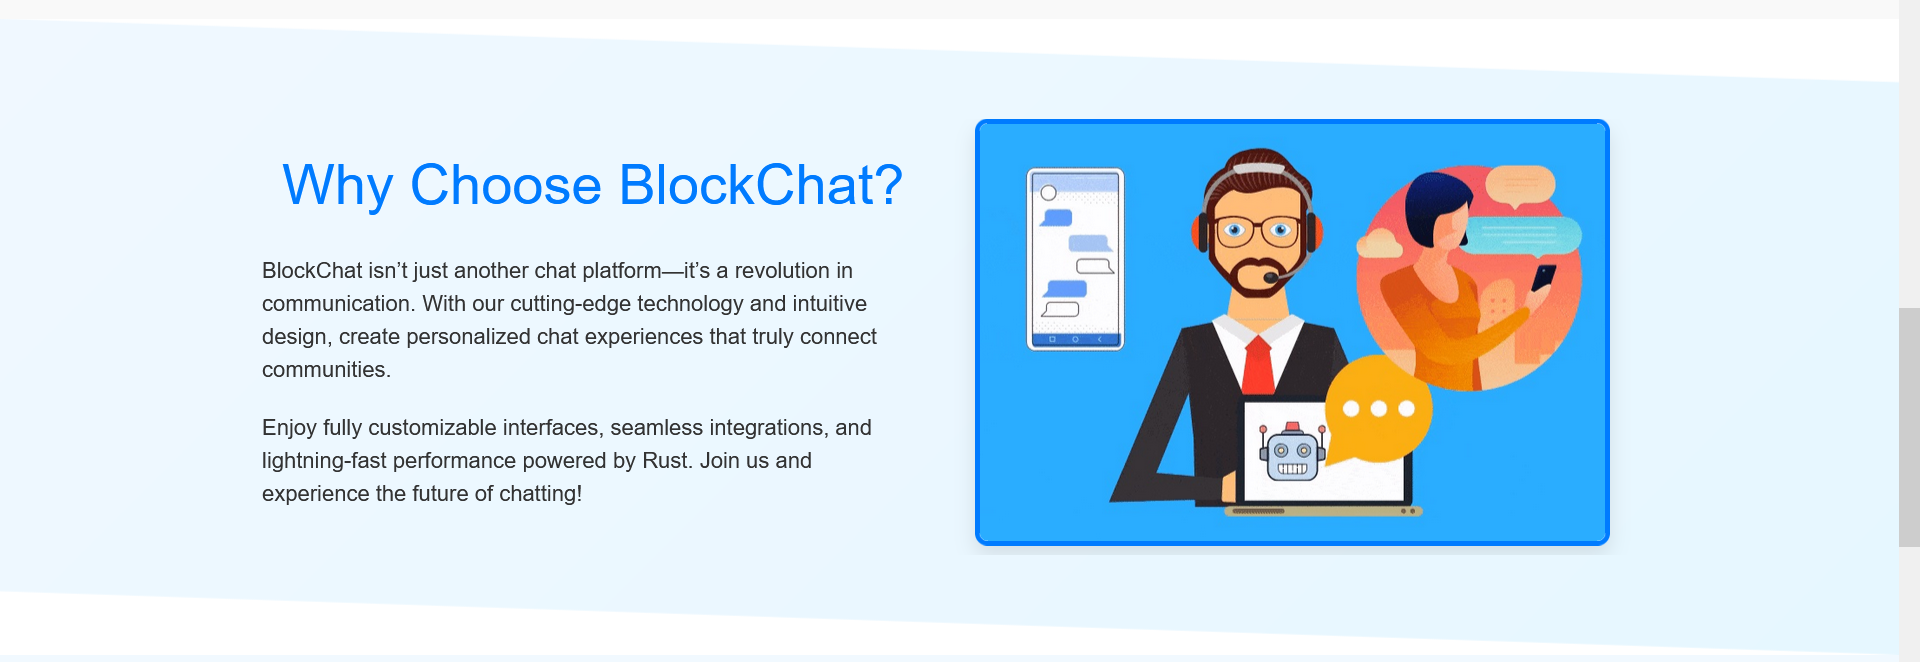 Why Choose BlockChat?
BlockChat isn’t just another chat platform—it’s a revolution in
communication. With our cutting-edge technology and intuitive
design, create personalized chat experiences that truly connect
communities.
Enjoy fully customizable interfaces, seamless integrations, and
lightning-fast performance powered by Rust. Join us and
experience the future of chatting!